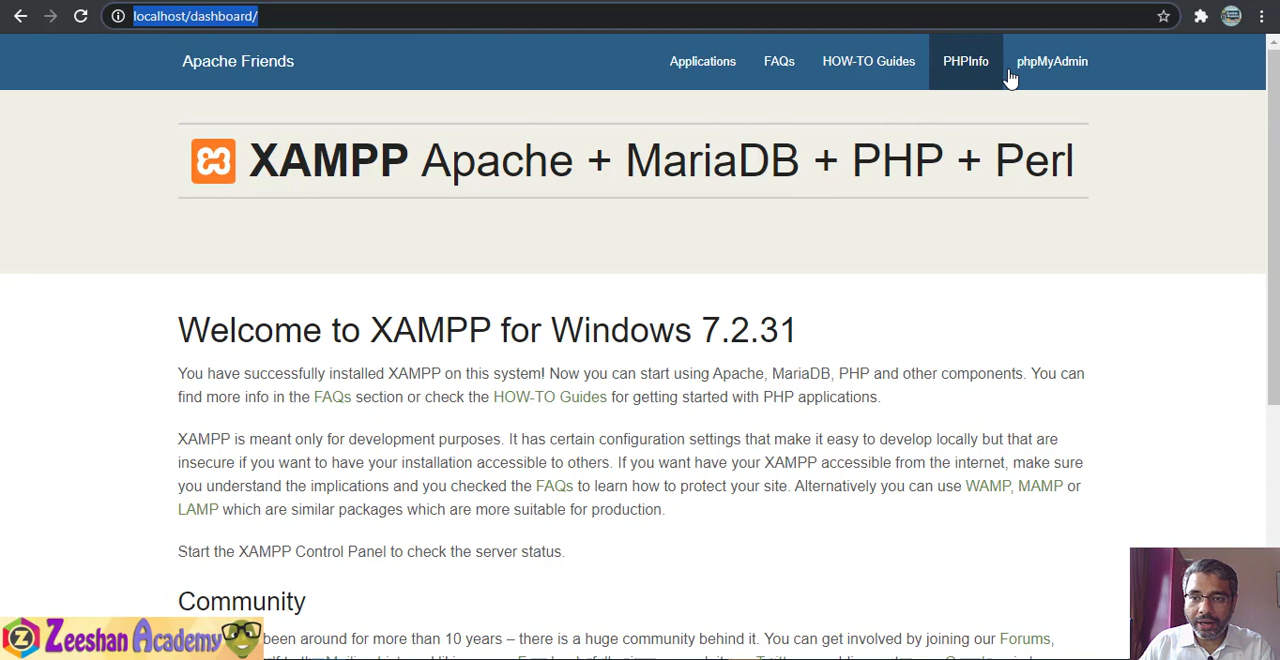 localhost/dashboard/
Apache Friends
Applications
FAQs
HOW-TO Guides
PHPInfo
phpMyAdmin
XAMPP Apache + MariaDB + PHP + Perl
Welcome to XAMPP for Windows 7.2.31
You have successfully installed XAMPP on this system! Now you can start using Apache, MariaDB, PHP and other components. You can
find more info in the FAQs section or check the HOW-TO Guides for getting started with PHP applications.
XAMPP is meant only for development purposes. It has certain configuration settings that make it easy to develop locally but that are
insecure if you want to have your installation accessible to others. If you want have your XAMPP accessible from the internet, make sure
you understand the implications and you checked the FAQs to learn how to protect your site. Alternatively you can use WAMP, MAMP or
LAMP which are similar packages which are more suitable for production.
Start the XAMPP Control Panel to check the server status.
Community
been around for more than 10 years – there is a huge community behind it. You can get involved by joining our Forums,
Zeeshan Academy